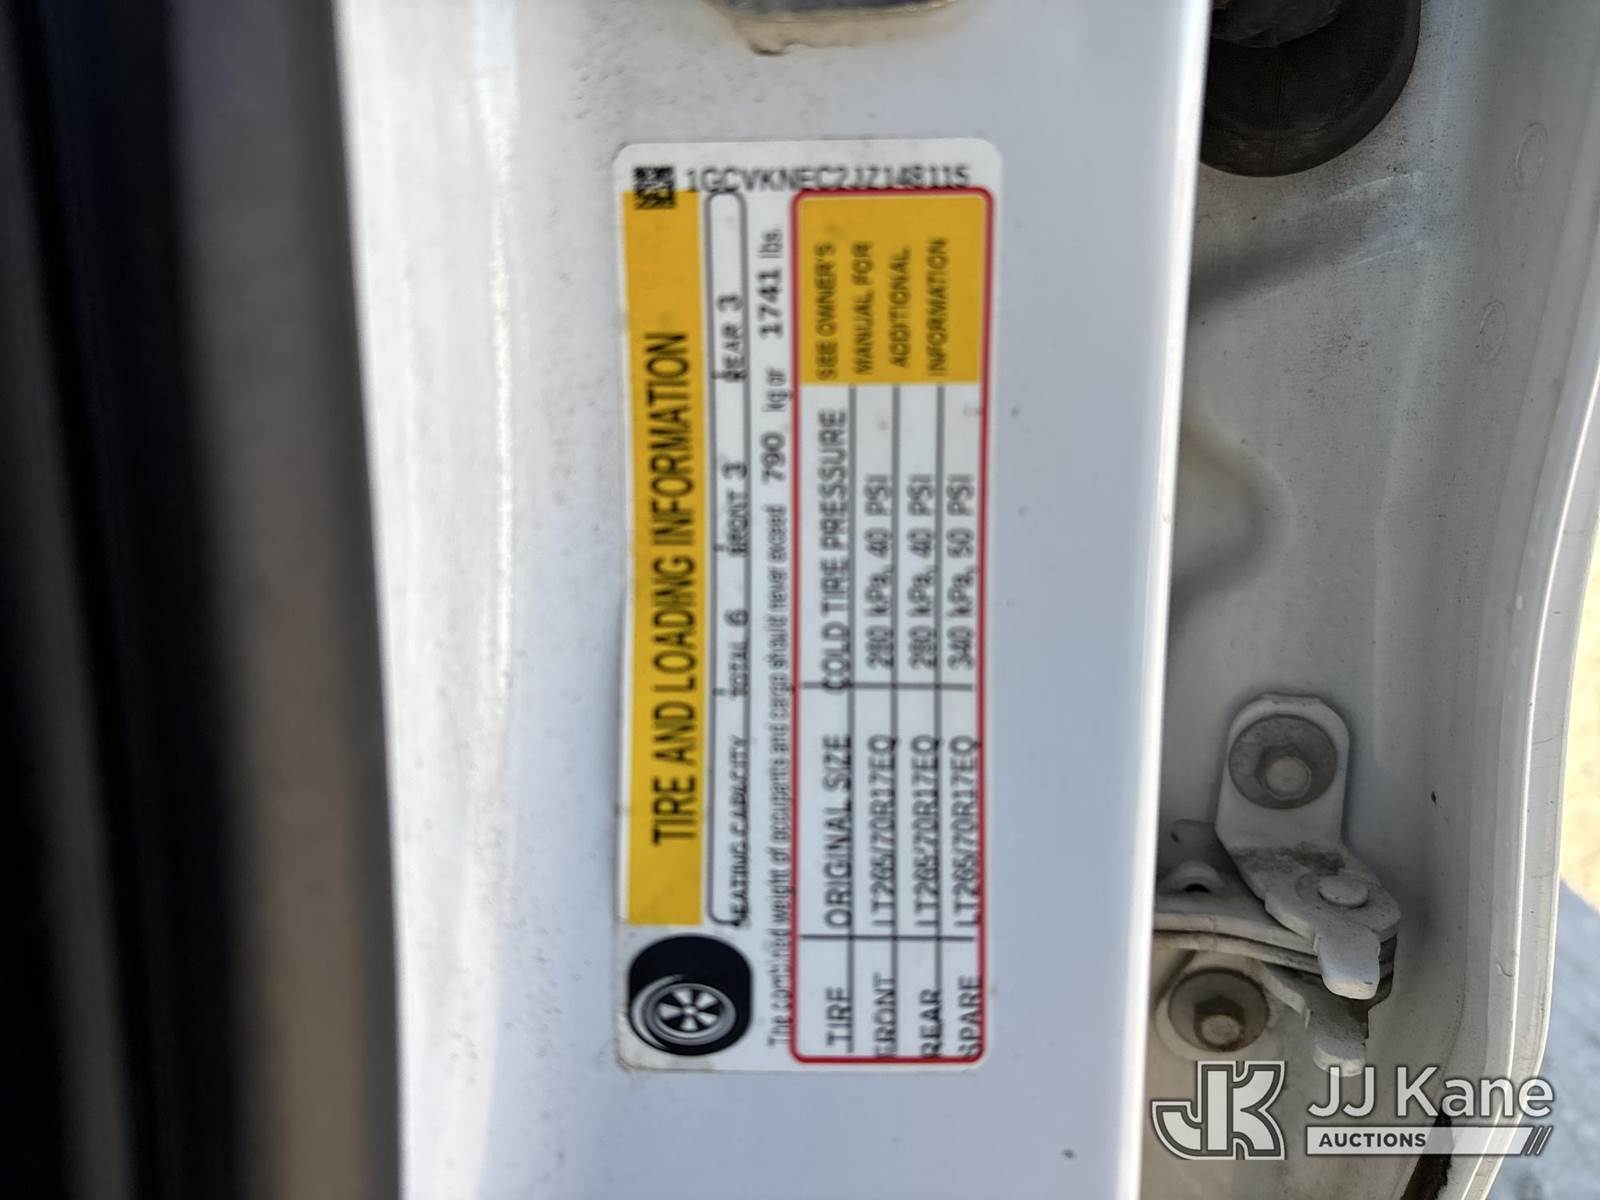 1GCVKNEC2JZ148115
TIRE AND LOADING INFORMATION
SEATING CAPACITY TOTAL 6 FRONT 3 REAR 3
The combined weight of occupants and cargo should never exceed 790 kg or 1741 lbs.
TIRE ORIGINAL SIZE COLD TIRE PRESSURE
FRONT LT265/70R17EQ 280 kPa, 40 PSI
REAR LT265/70R17EQ 280 kPa, 40 PSI
SPARE LT265/70R17EQ 340 kPa, 50 PSI
SEE OWNER'S
MANUAL FOR
ADDITIONAL
INFORMATION
JK JJ Kane
AUCTIONS